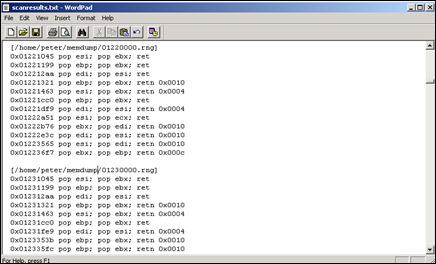 scanresults.txt - WordPad
File Edit View Insert Format Help
[/home/peter/memdump/01220000.rng]
0x01221045 pop esi; pop ebx; ret
0x01221199 pop ebp; pop ebx; ret
0x012212aa pop edi; pop esi; ret
0x01221321 pop ebp; pop ebx; retn 0x0010
0x01221463 pop esi; pop ebx; retn 0x0004
0x01221cc0 pop ebp; pop ebx; ret
0x01221df9 pop edi; pop esi; retn 0x0004
0x01222a51 pop esi; pop ecx; ret
0x01222b76 pop ebx; pop edi; retn 0x0010
0x01222e3c pop edi; pop esi; retn 0x0010
0x01223565 pop esi; pop edi; retn 0x0010
0x012236f7 pop ebx; pop ebp; retn 0x000c
[/home/peter/memdump/01230000.rng]
0x01231045 pop esi; pop ebx; ret
0x01231199 pop ebp; pop ebx; ret
0x012312aa pop edi; pop esi; ret
0x01231321 pop ebp; pop ebx; retn 0x0010
0x01231463 pop esi; pop ebx; retn 0x0004
0x01231cc0 pop ebp; pop ebx; ret
0x01231fe9 pop edi; pop esi; retn 0x0004
0x0123353b pop ebp; pop ebx; retn 0x0010
0x012335fc pop ebp; pop ebx; retn 0x0010
For Help, press F1